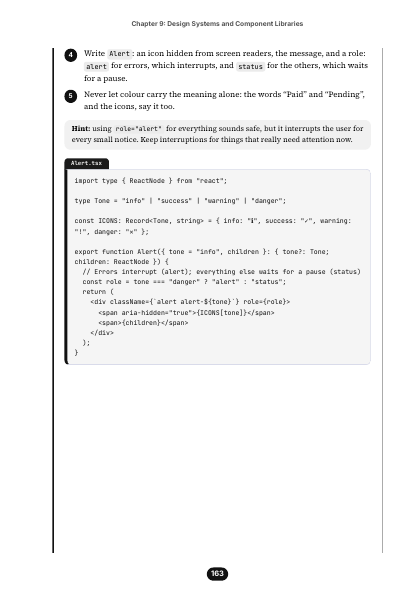 Chapter 9: Design Systems and Component Libraries
4 Write Alert: an icon hidden from screen readers, the message, and a role:
alert for errors, which interrupts, and status for the others, which waits
for a pause.
5 Never let colour carry the meaning alone: the words “Paid” and “Pending”,
and the icons, say it too.
Hint: using role="alert" for everything sounds safe, but it interrupts the user for
every small notice. Keep interruptions for things that really need attention now.
Alert.tsx
import type { ReactNode } from "react";
type Tone = "info" | "success" | "warning" | "danger";
const ICONS: Record<Tone, string> = { info: "ℹ", success: "✓", warning:
"!", danger: "✕" };
export function Alert({ tone = "info", children }: { tone?: Tone;
children: ReactNode }) {
// Errors interrupt (alert); everything else waits for a pause (status)
const role = tone === "danger" ? "alert" : "status";
return (
<div className={`alert alert-${tone}`} role={role}>
<span aria-hidden="true">{ICONS[tone]}</span>
<span>{children}</span>
</div>
);
}
163